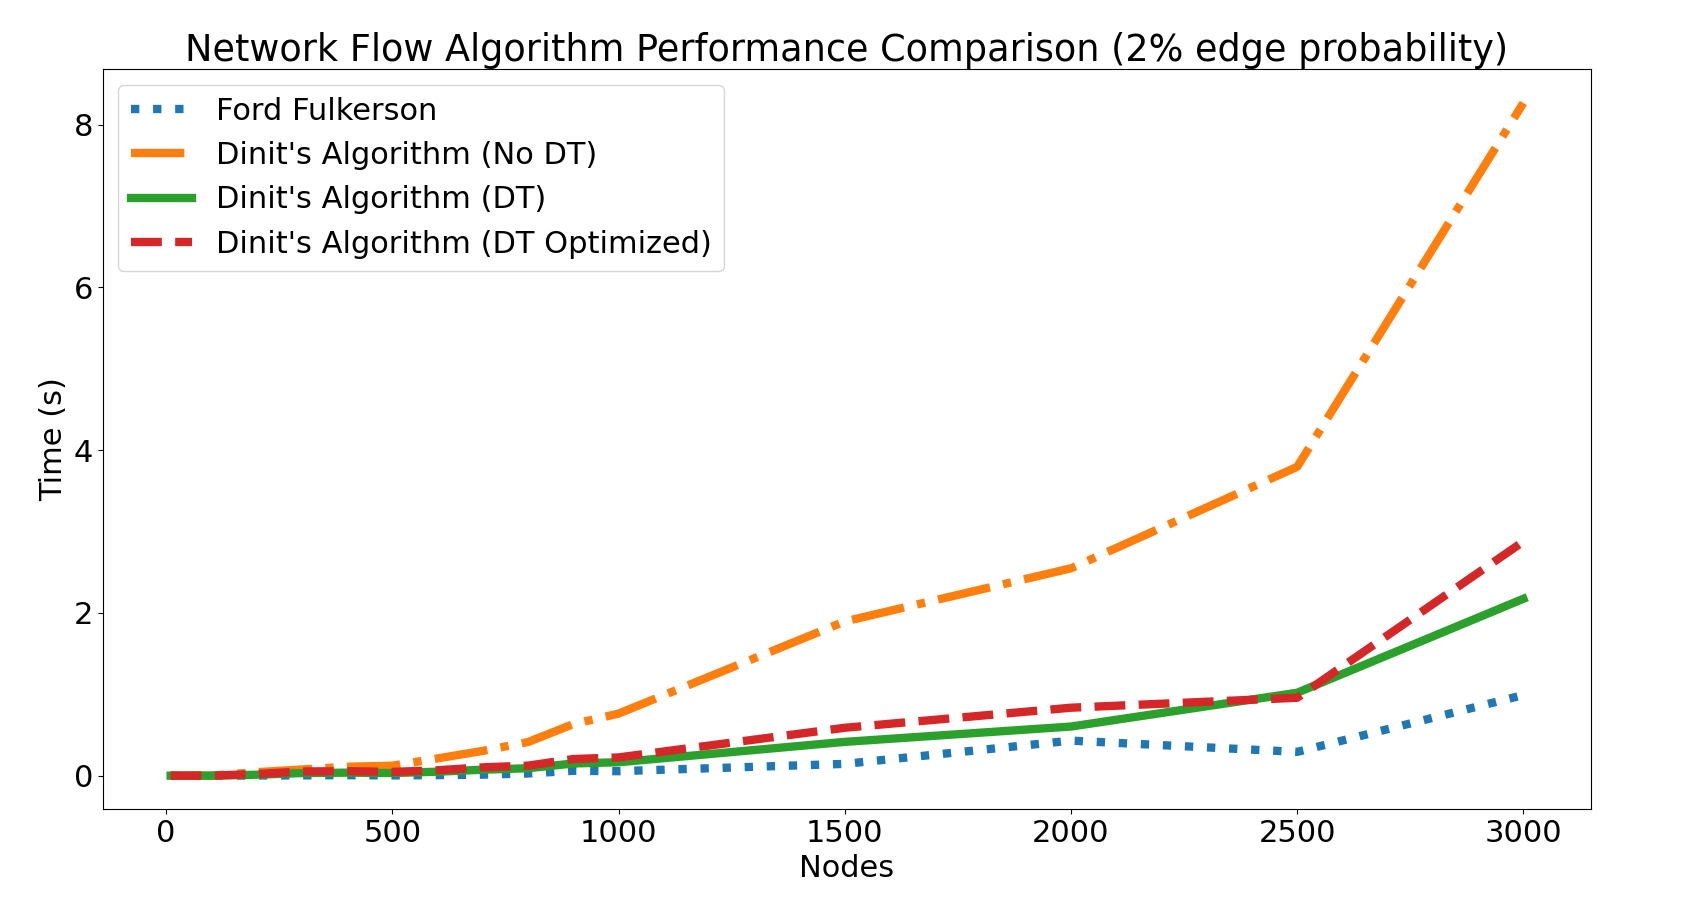 Network Flow Algorithm Performance Comparison (2% edge probability)
Ford Fulkerson
Dinit's Algorithm (No DT)
Dinit's Algorithm (DT)
Dinit's Algorithm (DT Optimized)
8
6
4
2
0
Time (s)
0 500 1000 1500 2000 2500 3000
Nodes